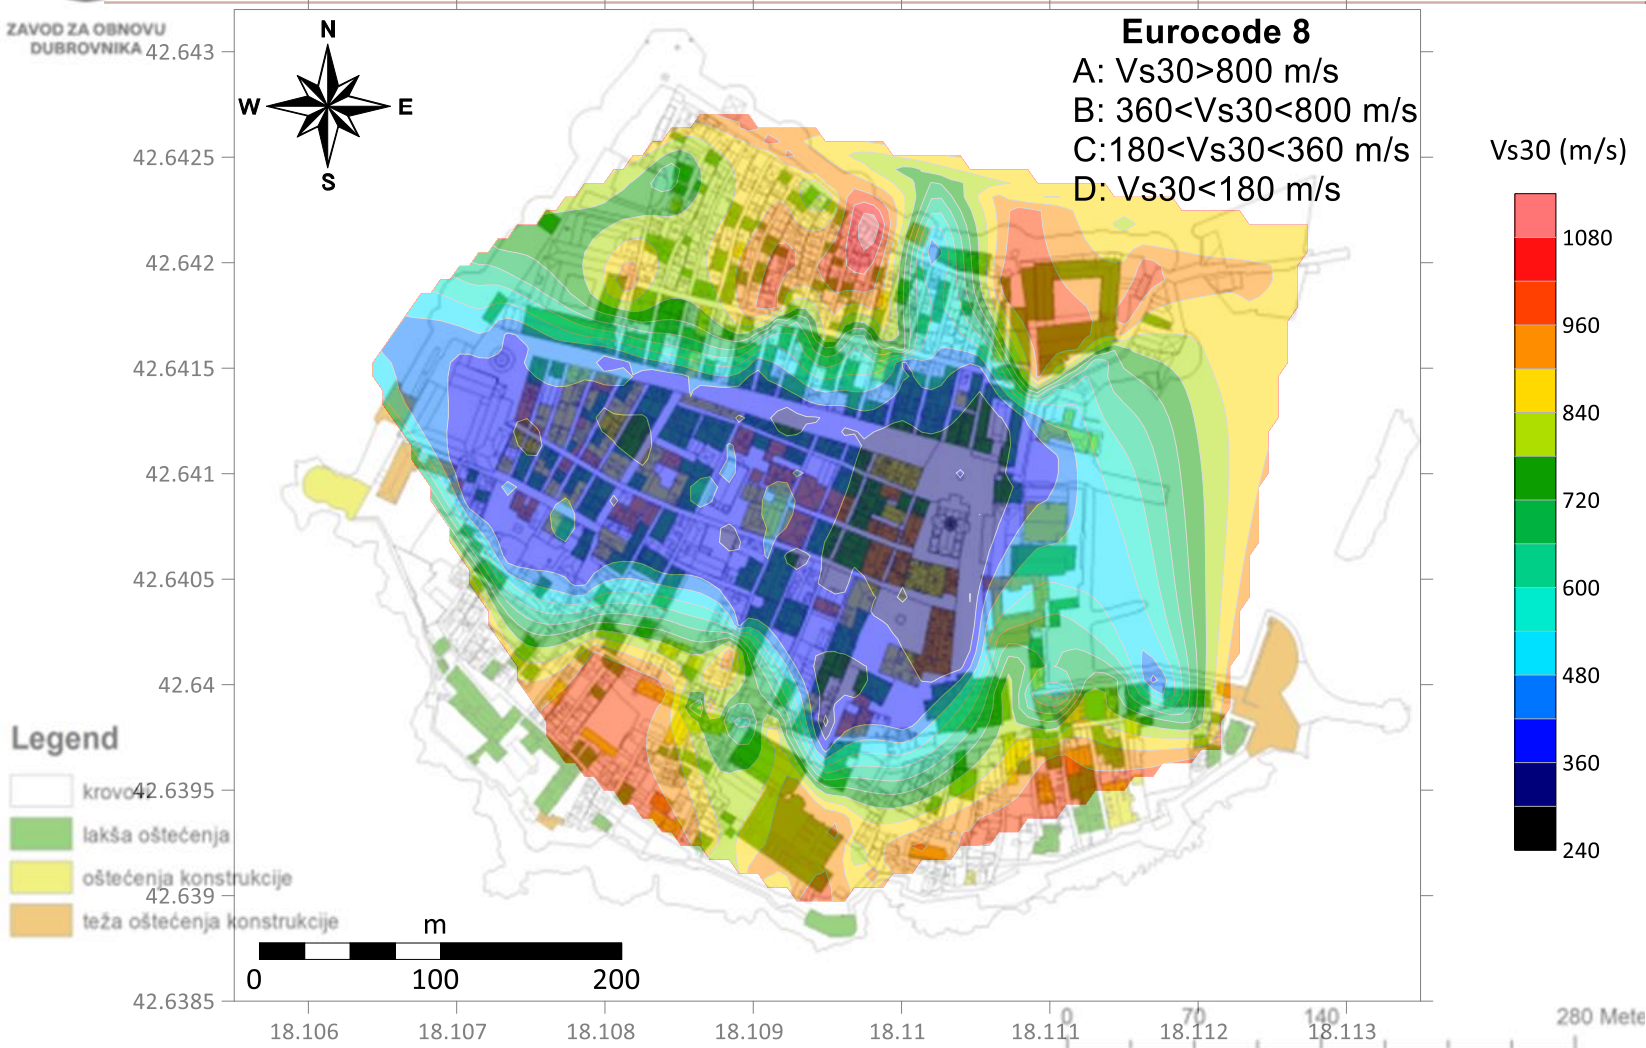 ZAVOD ZA OBNOVU
DUBROVNIKA
N
W
E
S
Eurocode 8
A: Vs30>800 m/s
B: 360<Vs30<800 m/s
C:180<Vs30<360 m/s
D: Vs30<180 m/s
Vs30 (m/s)
1080
960
840
720
600
480
360
240
42.643
42.6425
42.642
42.6415
42.641
42.6405
42.64
42.6395
42.639
42.6385
Legend
krovovi
lakša oštećenja
oštećenja konstrukcije
teža oštećenja konstrukcije
m
0 100 200
18.106 18.107 18.108 18.109 18.11 18.111 18.112 18.113
0 70 140 280 Mete